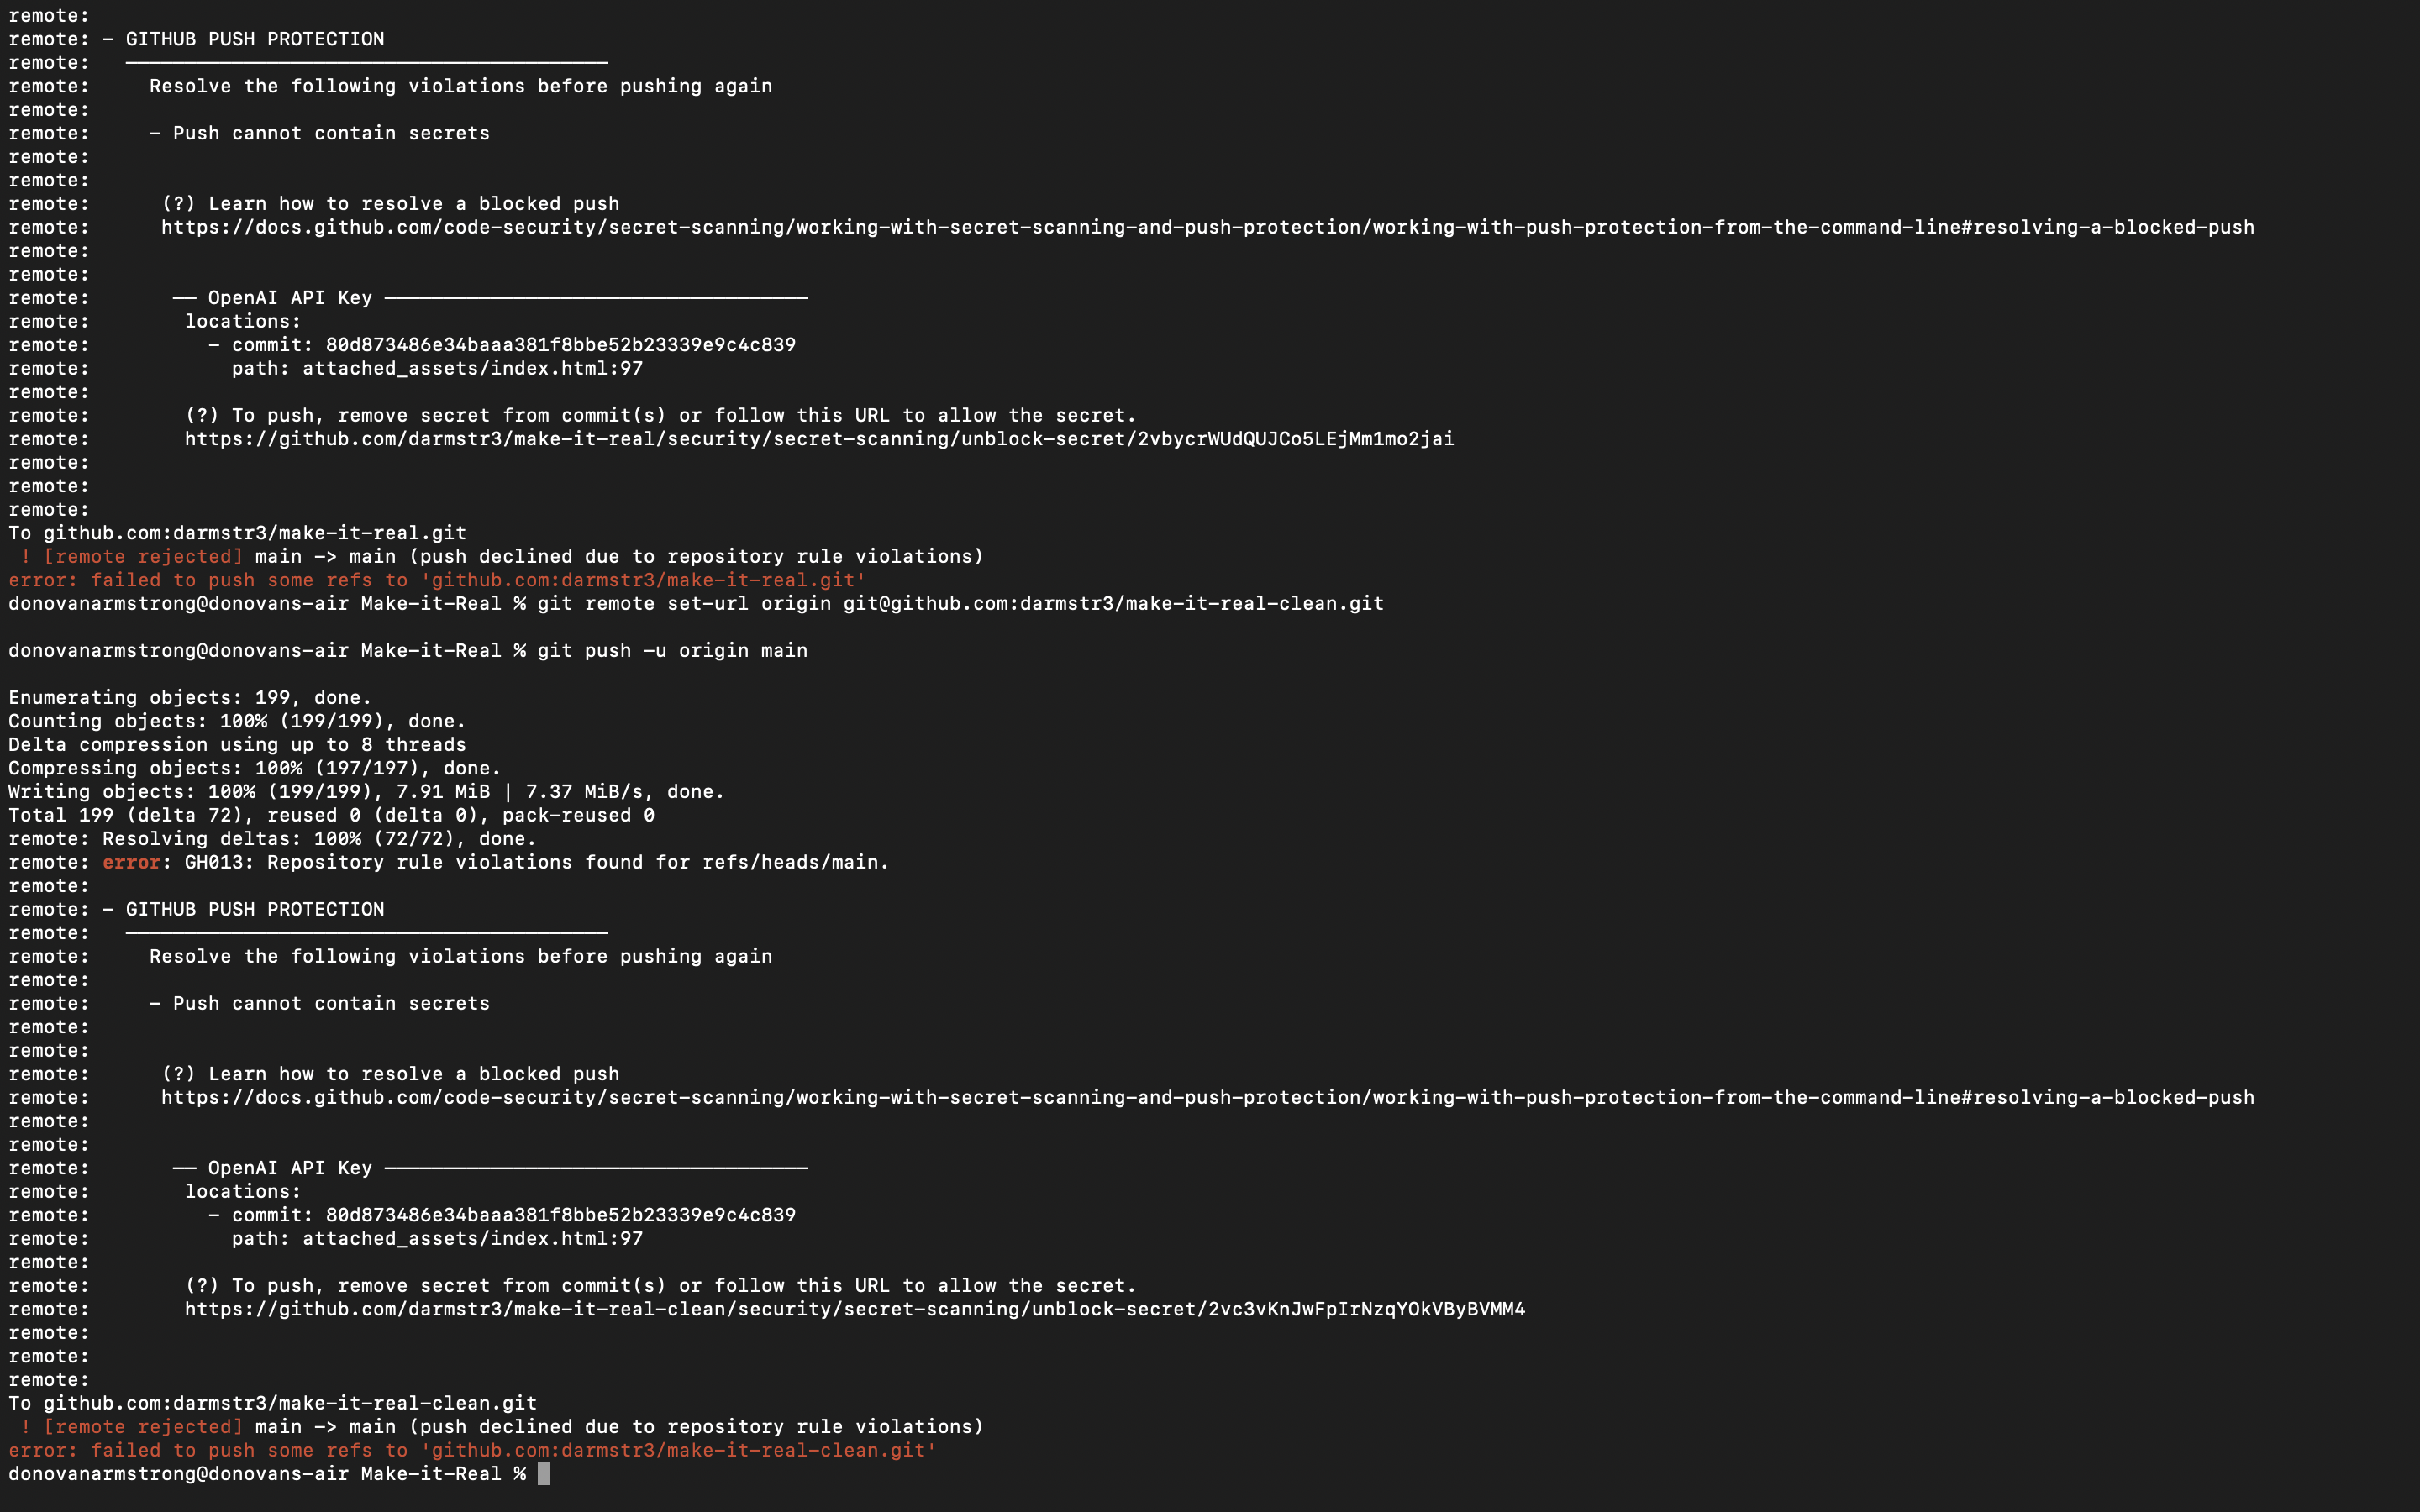 remote:
remote: - GITHUB PUSH PROTECTION
remote:   —————————————————————————————————————————
remote:     Resolve the following violations before pushing again
remote:
remote:     - Push cannot contain secrets
remote:
remote:
remote:      (?) Learn how to resolve a blocked push
remote:      https://docs.github.com/code-security/secret-scanning/working-with-secret-scanning-and-push-protection/working-with-push-protection-from-the-command-line#resolving-a-blocked-push
remote:
remote:
remote:       —— OpenAI API Key ————————————————————————————————————
remote:        locations:
remote:          - commit: 80d873486e34baaa381f8bbe52b23339e9c4c839
remote:            path: attached_assets/index.html:97
remote:
remote:        (?) To push, remove secret from commit(s) or follow this URL to allow the secret.
remote:        https://github.com/darmstr3/make-it-real/security/secret-scanning/unblock-secret/2vbycrWUdQUJCo5LEjMm1mo2jai
remote:
remote:
remote:
To github.com:darmstr3/make-it-real.git
 ! [remote rejected] main -> main (push declined due to repository rule violations)
error: failed to push some refs to 'github.com:darmstr3/make-it-real.git'
donovanarmstrong@donovans-air Make-it-Real % git remote set-url origin git@github.com:darmstr3/make-it-real-clean.git
donovanarmstrong@donovans-air Make-it-Real % git push -u origin main
Enumerating objects: 199, done.
Counting objects: 100% (199/199), done.
Delta compression using up to 8 threads
Compressing objects: 100% (197/197), done.
Writing objects: 100% (199/199), 7.91 MiB | 7.37 MiB/s, done.
Total 199 (delta 72), reused 0 (delta 0), pack-reused 0
remote: Resolving deltas: 100% (72/72), done.
remote: error: GH013: Repository rule violations found for refs/heads/main.
remote:
remote: - GITHUB PUSH PROTECTION
remote:   —————————————————————————————————————————
remote:     Resolve the following violations before pushing again
remote:
remote:     - Push cannot contain secrets
remote:
remote:
remote:      (?) Learn how to resolve a blocked push
remote:      https://docs.github.com/code-security/secret-scanning/working-with-secret-scanning-and-push-protection/working-with-push-protection-from-the-command-line#resolving-a-blocked-push
remote:
remote:
remote:       —— OpenAI API Key ————————————————————————————————————
remote:        locations:
remote:          - commit: 80d873486e34baaa381f8bbe52b23339e9c4c839
remote:            path: attached_assets/index.html:97
remote:
remote:        (?) To push, remove secret from commit(s) or follow this URL to allow the secret.
remote:        https://github.com/darmstr3/make-it-real-clean/security/secret-scanning/unblock-secret/2vc3vKnJwFpIrNzqYOkVByBVMM4
remote:
remote:
remote:
To github.com:darmstr3/make-it-real-clean.git
 ! [remote rejected] main -> main (push declined due to repository rule violations)
error: failed to push some refs to 'github.com:darmstr3/make-it-real-clean.git'
donovanarmstrong@donovans-air Make-it-Real %